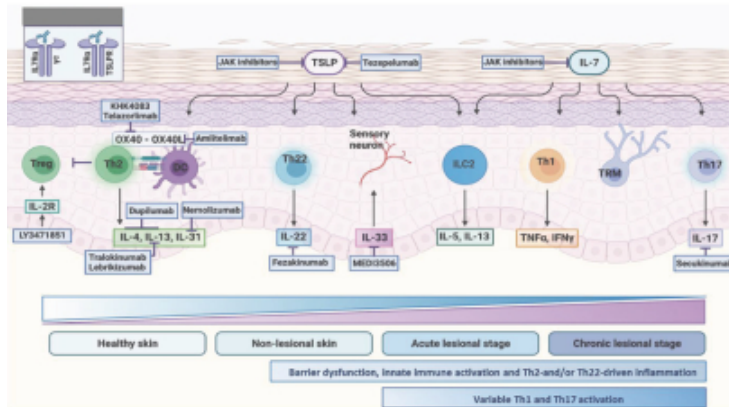 IL7Rα
γc
IL7Rα
TSLPR
JAK inhibitors
TSLP
Tezepelumab
JAK inhibitors
IL-7
KHK4083
Telazorlimab
OX40 - OX40L
Amlitelimab
Sensory
neuron
Treg
Th2
DC
Th22
ILC2
Th1
TRM
Th17
IL-2R
LY3471851
Dupilumab
Nemolizumab
IL-4, IL-13, IL-31
Tralokinumab
Lebrikizumab
IL-22
Fezakinumab
IL-33
MEDI3506
IL-5, IL-13
TNFα, IFNγ
IL-17
Secukinumab
Healthy skin
Non-lesional skin
Acute lesional stage
Chronic lesional stage
Barrier dysfunction, innate immune activation and Th2-and/or Th22-driven inflammation
Variable Th1 and Th17 activation